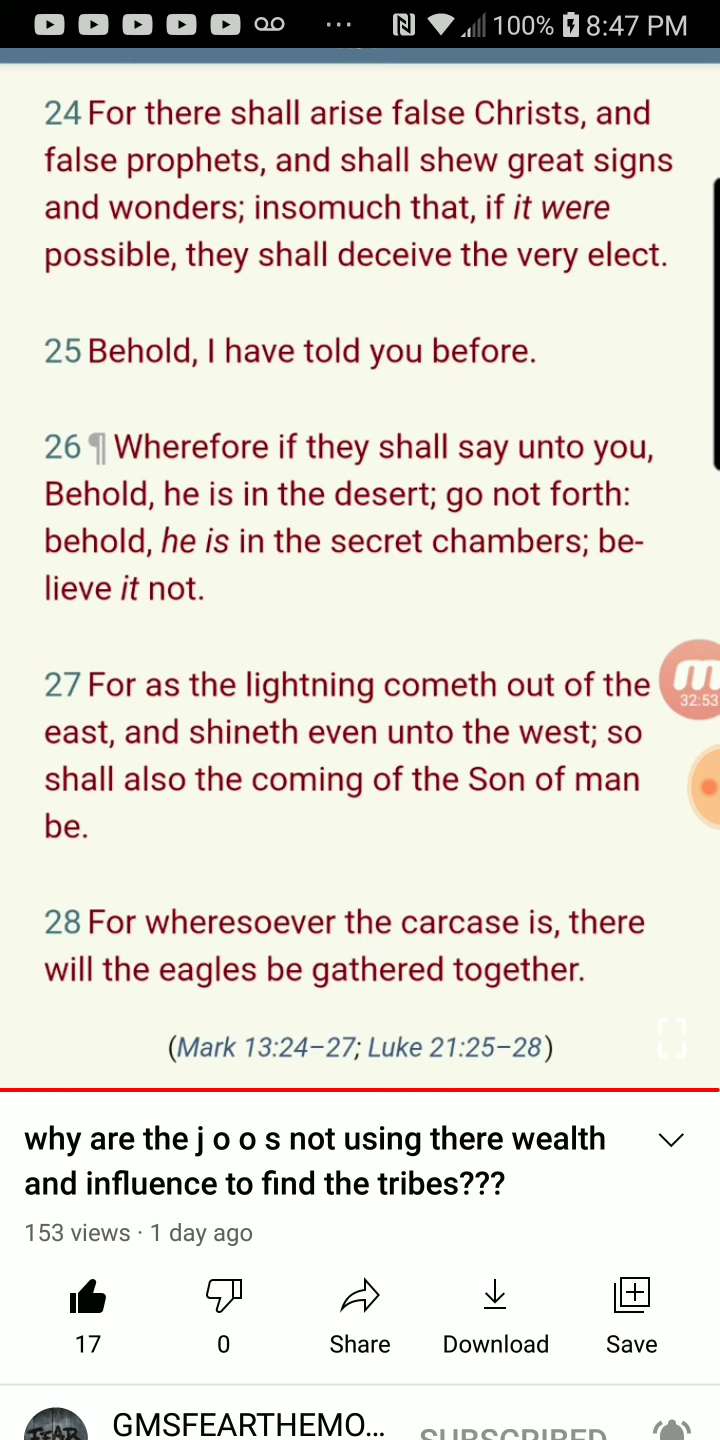 100% 8:47 PM
24 For there shall arise false Christs, and
false prophets, and shall shew great signs
and wonders; insomuch that, if it were
possible, they shall deceive the very elect.
25 Behold, I have told you before.
26 ¶ Wherefore if they shall say unto you,
Behold, he is in the desert; go not forth:
behold, he is in the secret chambers; be-
lieve it not.
27 For as the lightning cometh out of the
32:53
east, and shineth even unto the west; so
shall also the coming of the Son of man
be.
28 For wheresoever the carcase is, there
will the eagles be gathered together.
(Mark 13:24–27; Luke 21:25–28)
why are the j o o s not using there wealth
and influence to find the tribes???
153 views · 1 day ago
17 0 Share Download Save
GMSFEARTHEMO... SUBSCRIBED
FEAR